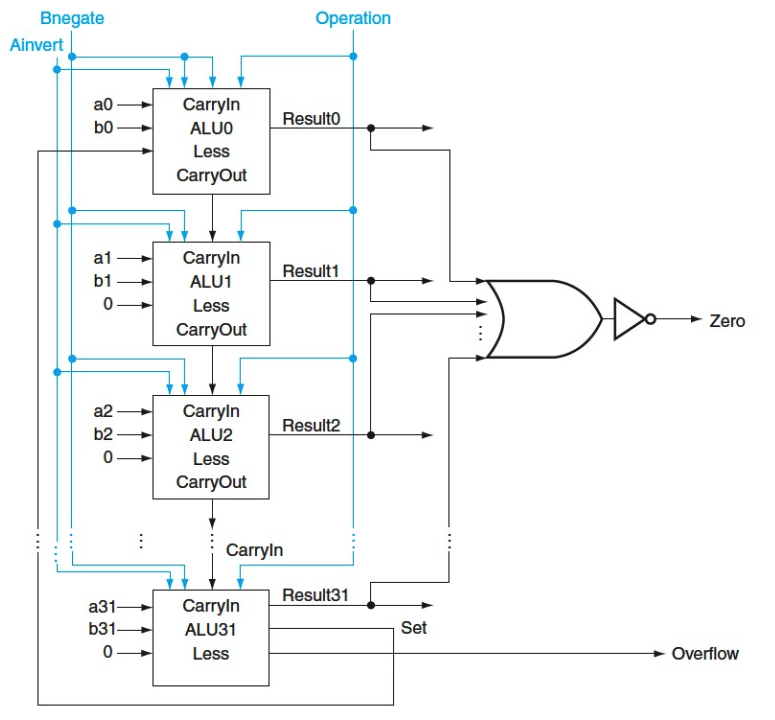 Bnegate
Operation
Ainvert
a0
b0
CarryIn
ALU0
Less
CarryOut
Result0
a1
b1
0
CarryIn
ALU1
Less
CarryOut
Result1
Zero
a2
b2
0
CarryIn
ALU2
Less
CarryOut
Result2
CarryIn
a31
b31
0
CarryIn
ALU31
Less
Result31
Set
Overflow